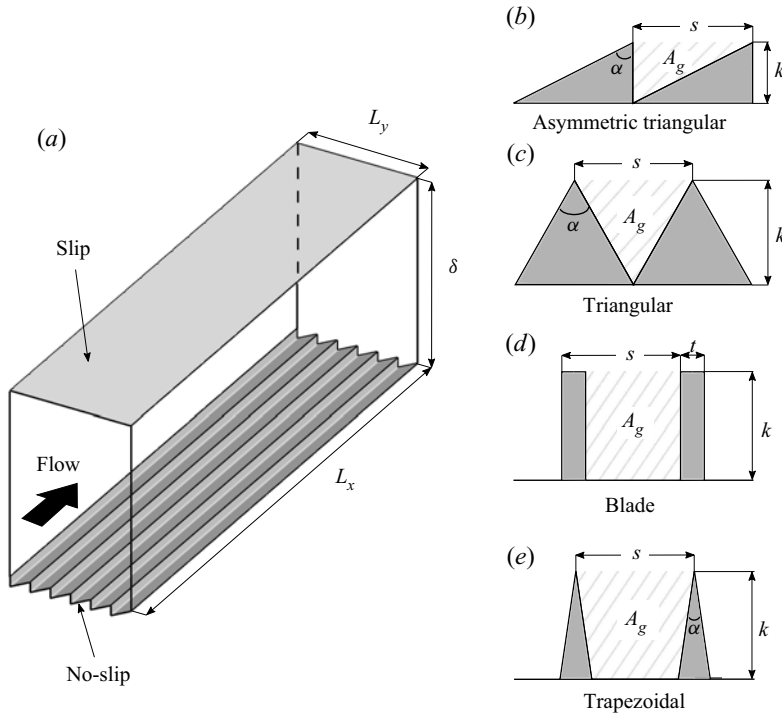 (a)
L_y
Slip
δ
Flow
L_x
No-slip
(b)
s
α
A_g
k
Asymmetric triangular
(c)
s
α
A_g
k
Triangular
(d)
s
t
A_g
k
Blade
(e)
s
A_g
α
k
Trapezoidal